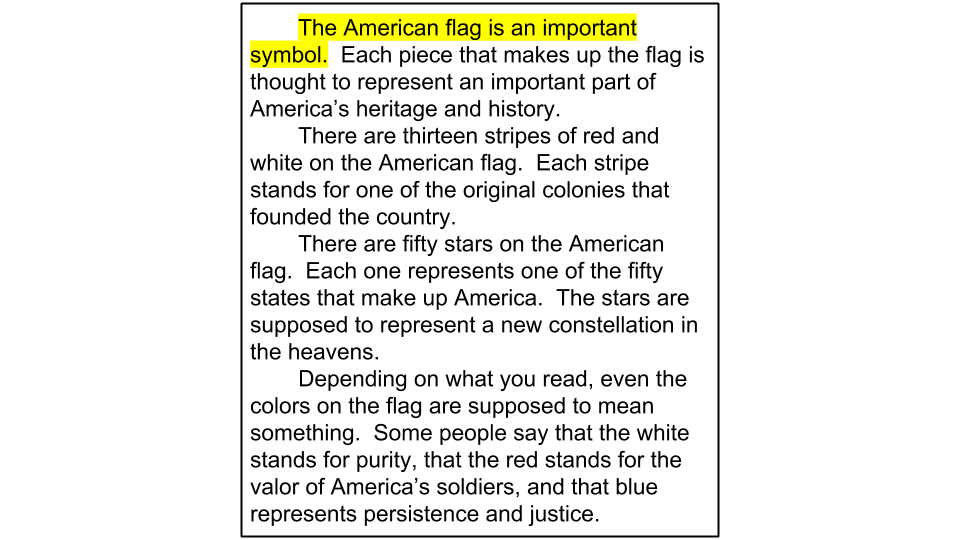 The American flag is an important
symbol.  Each piece that makes up the flag is
thought to represent an important part of
America’s heritage and history.
There are thirteen stripes of red and
white on the American flag.  Each stripe
stands for one of the original colonies that
founded the country.
There are fifty stars on the American
flag.  Each one represents one of the fifty
states that make up America.  The stars are
supposed to represent a new constellation in
the heavens.
Depending on what you read, even the
colors on the flag are supposed to mean
something.  Some people say that the white
stands for purity, that the red stands for the
valor of America’s soldiers, and that blue
represents persistence and justice.